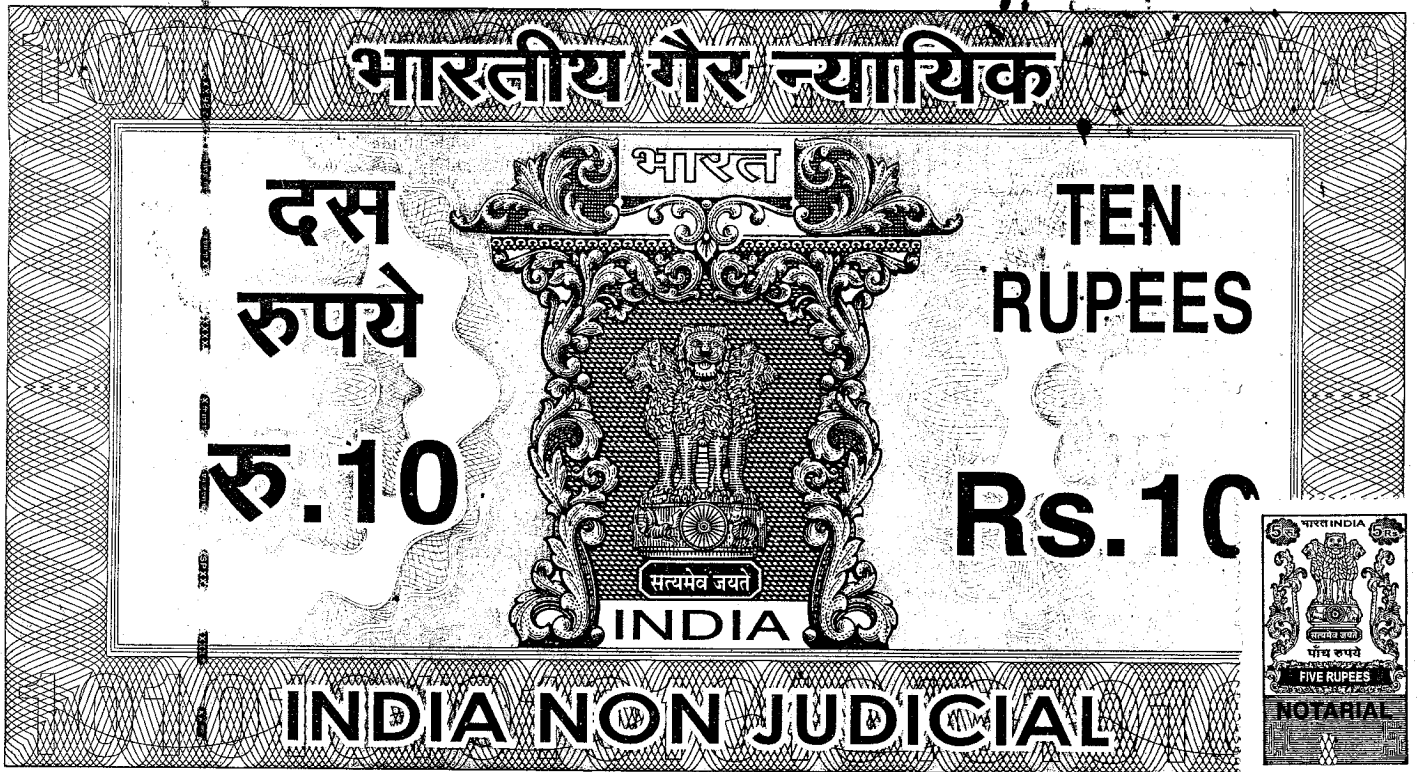 भारतीय गैर न्यायिक
भारत
दस
रुपये
रु.10
TEN
RUPEES
Rs.10
सत्यमेव जयते
INDIA
INDIA NON JUDICIAL
भारत INDIA
सत्यमेव जयते
पाँच रुपये
FIVE RUPEES
NOTARIAL